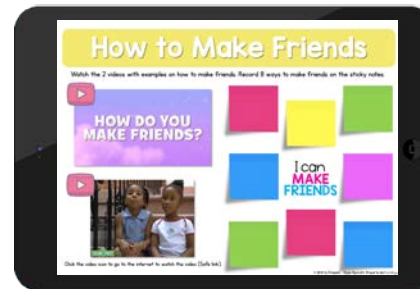 How to Make Friends
Watch the 2 videos with examples on how to make friends. Record 8 ways to make friends on the sticky notes.
HOW DO YOU
MAKE FRIENDS?
I can
MAKE
FRIENDS
Click the video icon to go to the internet to watch the video (Safe link)